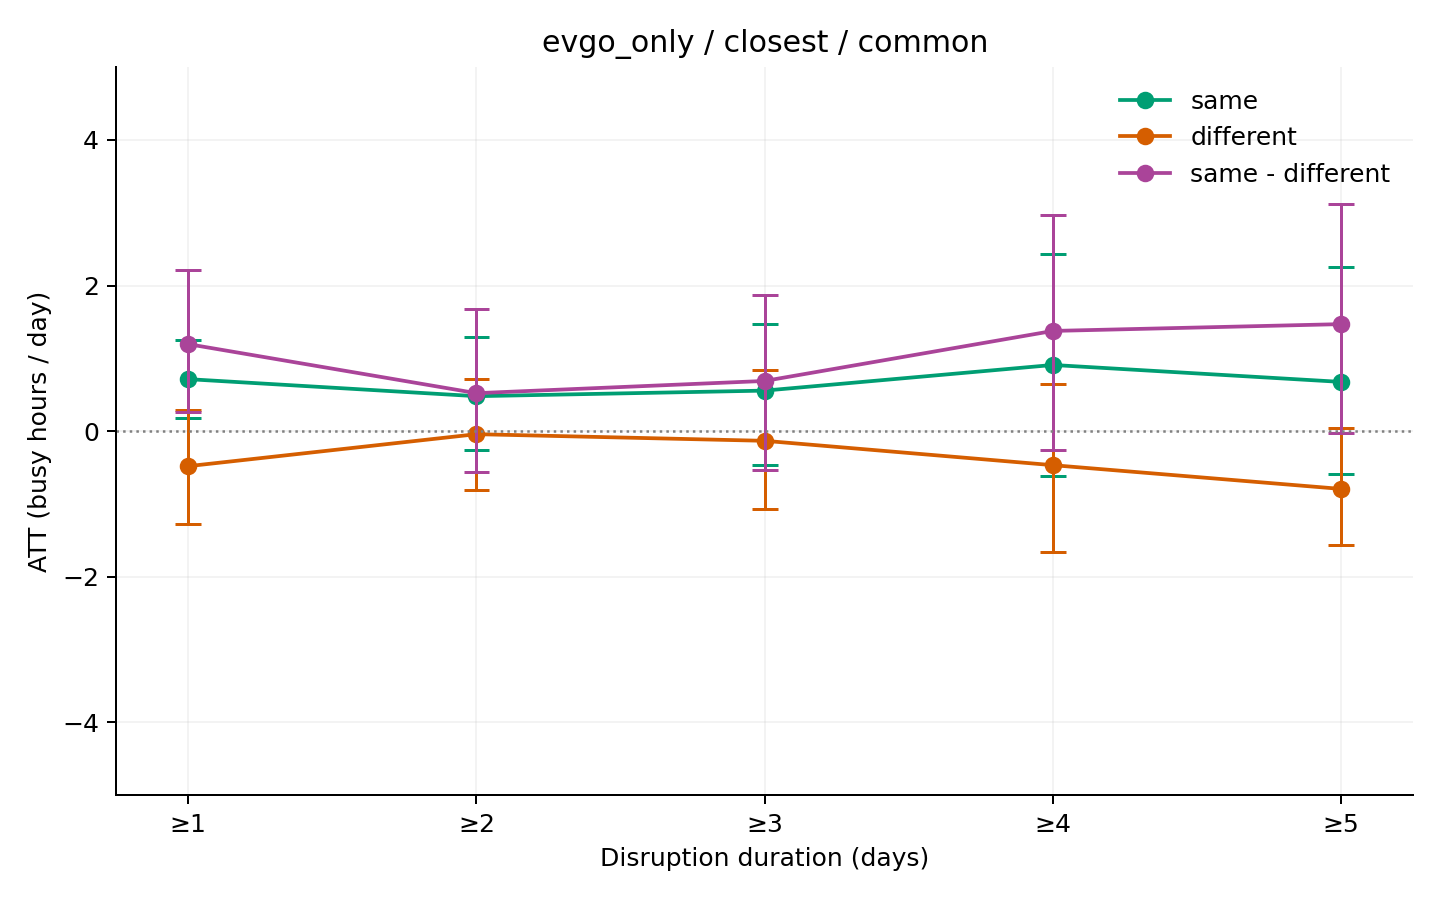 evgo_only / closest / common
same
different
same - different
4
2
0
−2
−4
ATT (busy hours / day)
≥1
≥2
≥3
≥4
≥5
Disruption duration (days)